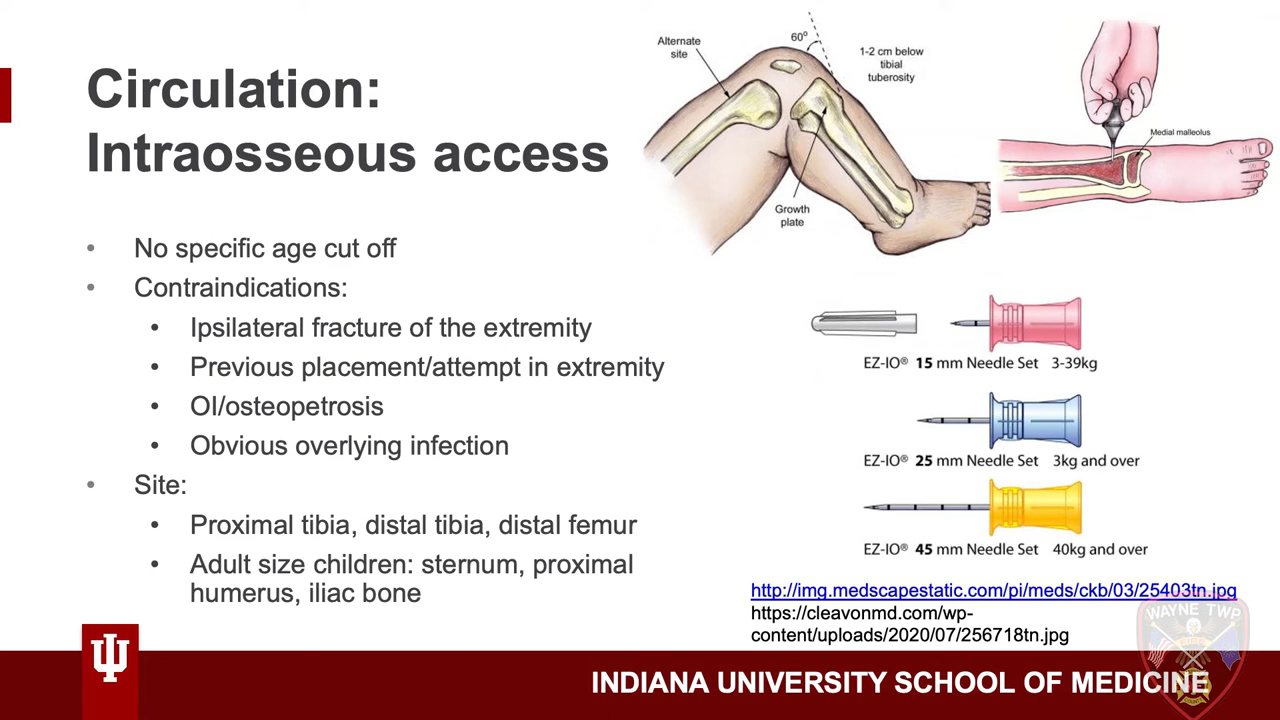 Circulation:
Intraosseous access
• No specific age cut off
• Contraindications:
• Ipsilateral fracture of the extremity
• Previous placement/attempt in extremity
• OI/osteopetrosis
• Obvious overlying infection
• Site:
• Proximal tibia, distal tibia, distal femur
• Adult size children: sternum, proximal
humerus, iliac bone
Alternate
site
60°
1-2 cm below
tibial
tuberosity
Growth
plate
Medial malleolus
EZ-IO® 15 mm Needle Set 3-39kg
EZ-IO® 25 mm Needle Set 3kg and over
EZ-IO® 45 mm Needle Set 40kg and over
http://img.medscapestatic.com/pi/meds/ckb/03/25403tn.jpg
https://cleavonmd.com/wp-
content/uploads/2020/07/256718tn.jpg
WAYNE TWP
INDIANA UNIVERSITY SCHOOL OF MEDICINE